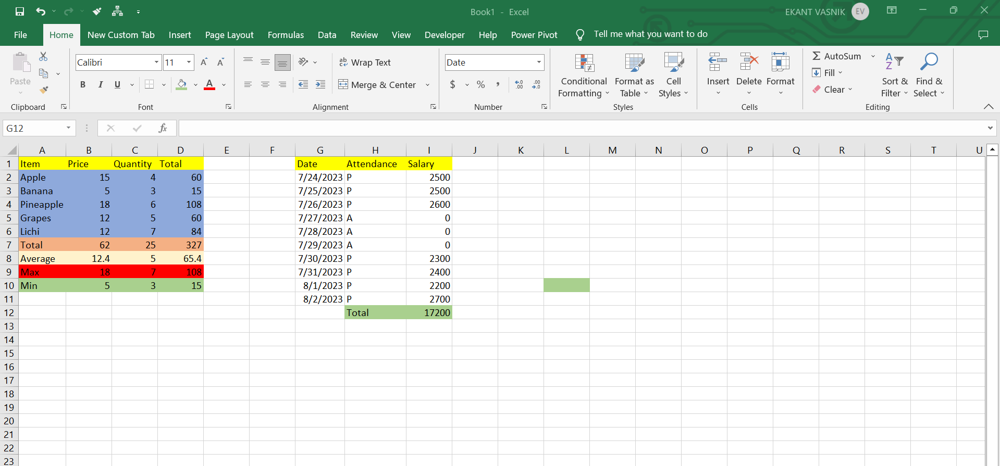 Book1 - Excel
EKANT VASNIK EV
File Home New Custom Tab Insert Page Layout Formulas Data Review View Developer Help Power Pivot Tell me what you want to do
Calibri 11 A A Wrap Text Date AutoSum
Paste B I U A Merge & Center $ % , Conditional Formatting Format as Table Cell Styles Insert Delete Format Fill Clear Sort & Filter Find & Select
Clipboard Font Alignment Number Styles Cells Editing
G12 fx
A B C D E F G H I J K L M N O P Q R S T U
1 Item Price Quantity Total Date Attendance Salary
2 Apple 15 4 60 7/24/2023 P 2500
3 Banana 5 3 15 7/25/2023 P 2500
4 Pineapple 18 6 108 7/26/2023 P 2600
5 Grapes 12 5 60 7/27/2023 A 0
6 Lichi 12 7 84 7/28/2023 A 0
7 Total 62 25 327 7/29/2023 A 0
8 Average 12.4 5 65.4 7/30/2023 P 2300
9 Max 18 7 108 7/31/2023 P 2400
10 Min 5 3 15 8/1/2023 P 2200
11 8/2/2023 P 2700
12 Total 17200
13
14
15
16
17
18
19
20
21
22
23